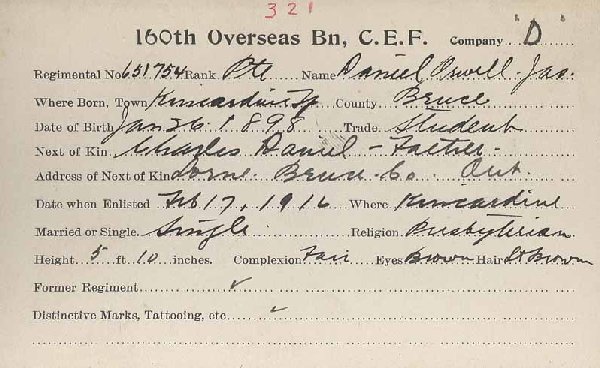 321
160th Overseas Bn, C.E.F. Company "D"
Regimental No. 651754 Rank Pte Name Daniel Orwell Jas.
Where Born, Town Kincardine Tp County Bruce
Date of Birth Jan 26 1898 Trade Student
Next of Kin Charles Daniel - Father -
Address of Next of Kin Lorne Bruce Co Ont.
Date when Enlisted Feb 17, 1916 Where Kincardine
Married or Single Single Religion Presbyterian
Height 5 ft 10 inches. Complexion Fair Eyes Brown Hair Lt Brown
Former Regiment ✓
Distinctive Marks, Tattooing, etc ✓